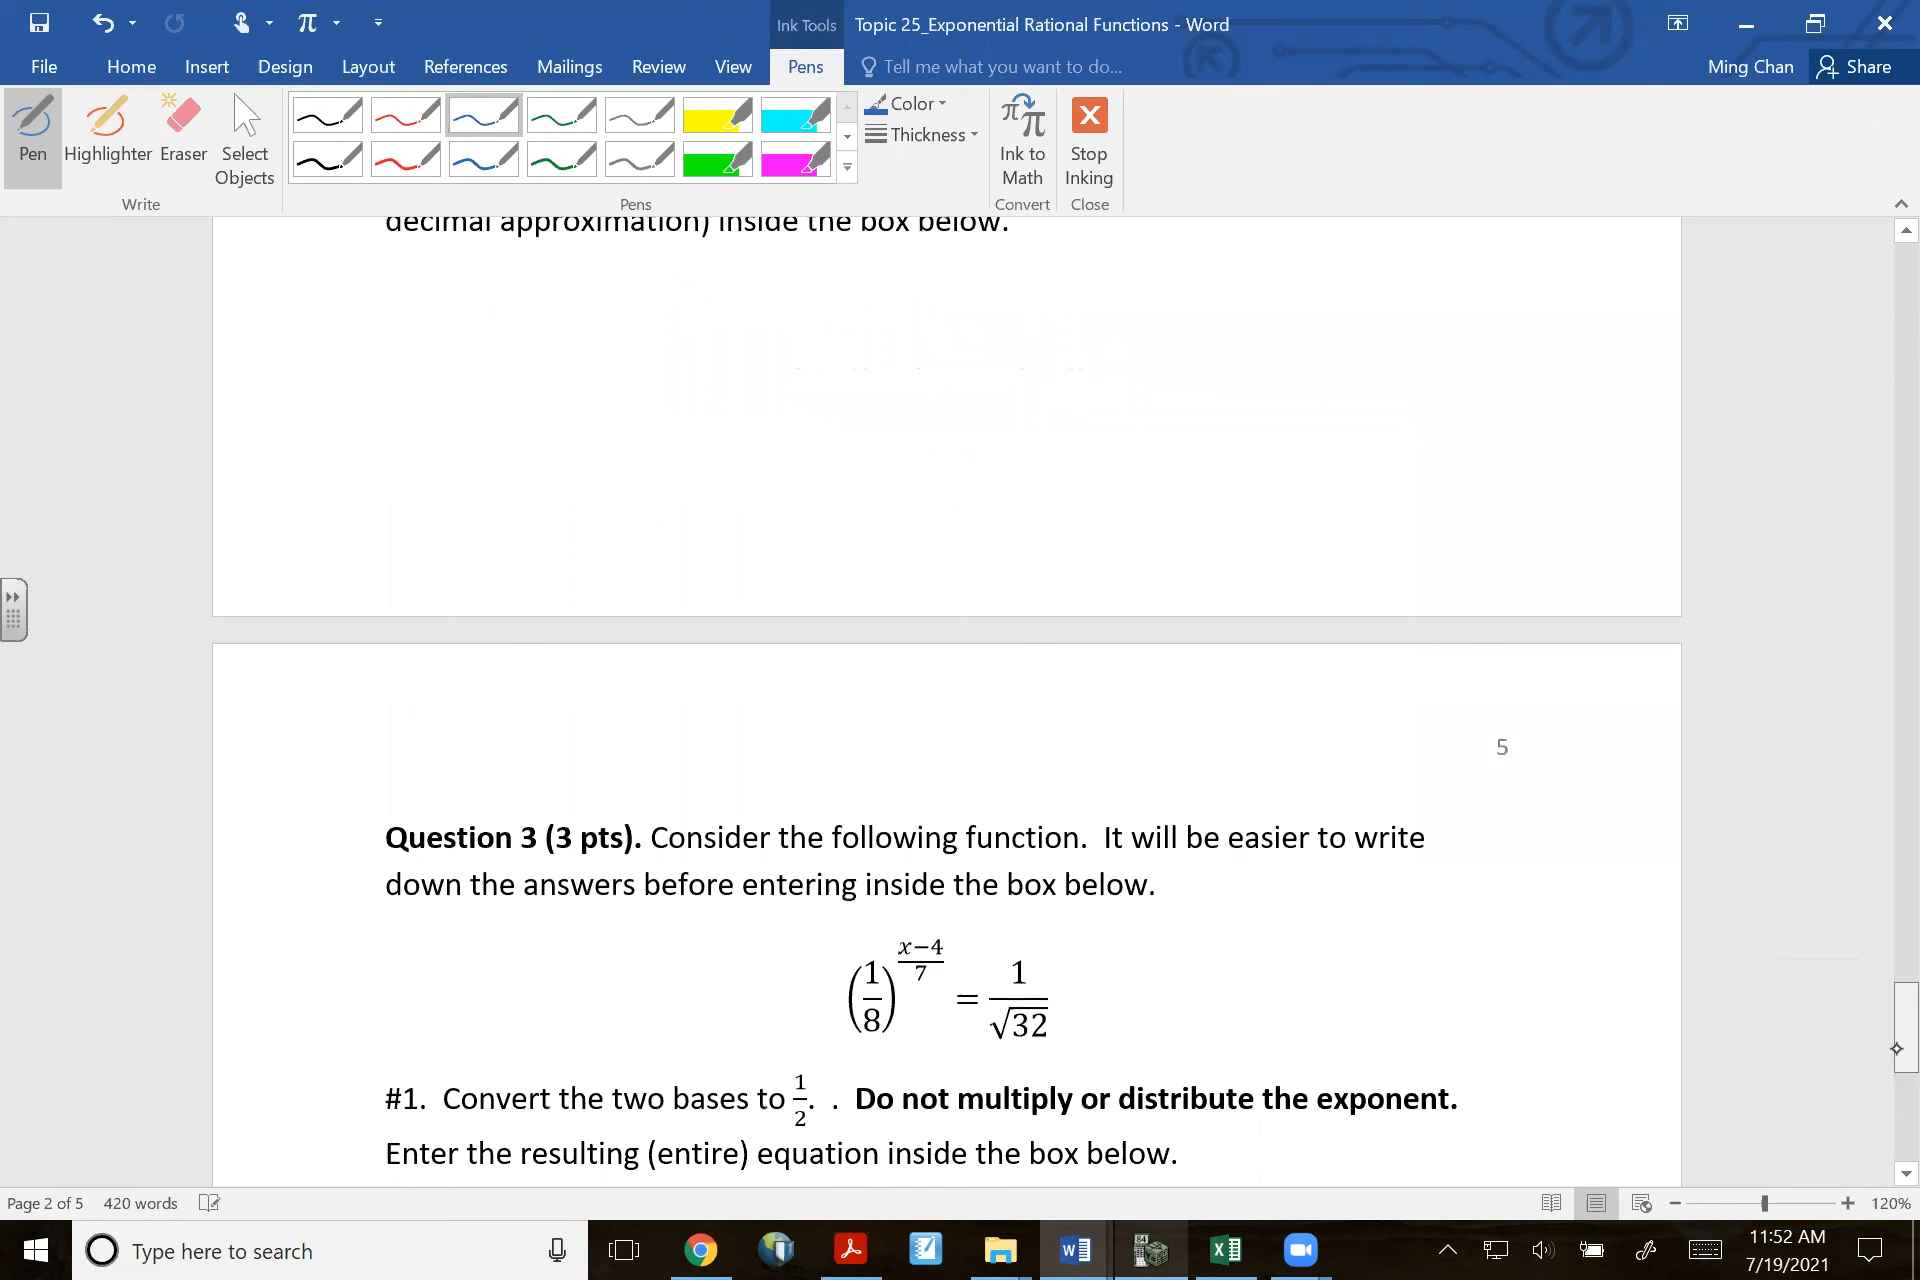 Ink Tools
Topic 25_Exponential Rational Functions - Word
File Home Insert Design Layout References Mailings Review View Pens Tell me what you want to do... Ming Chan Share
Pen Highlighter Eraser Select Objects
Color
Thickness
Ink to Math
Stop Inking
Write Pens Convert Close
decimal approximation) inside the box below.
5
Question 3 (3 pts). Consider the following function. It will be easier to write
down the answers before entering inside the box below.
(1/8)^((x−4)/7) = 1/√32
#1. Convert the two bases to 1/2. . Do not multiply or distribute the exponent.
Enter the resulting (entire) equation inside the box below.
Page 2 of 5 420 words 120%
Type here to search
84
11:52 AM
7/19/2021